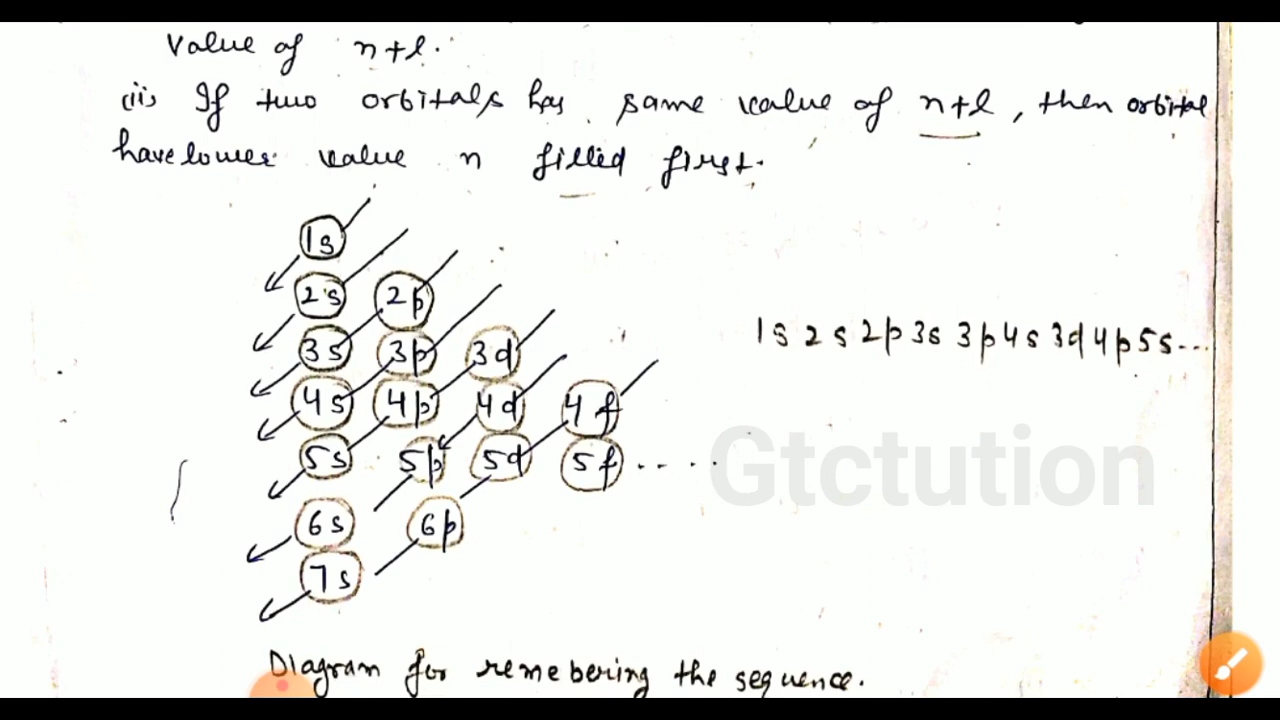 Value of n+l.
(ii) If two orbitals has same value of n+l, then orbital
have lower value n filled first.
1s
2s 2p
3s 3p 3d
1s 2s 2p 3s 3p 4s 3d 4p 5s...
4s 4p 4d 4f
5s 5p 5d 5f ....
Gtctution
6s 6p
7s
Diagram for remebering the sequence.